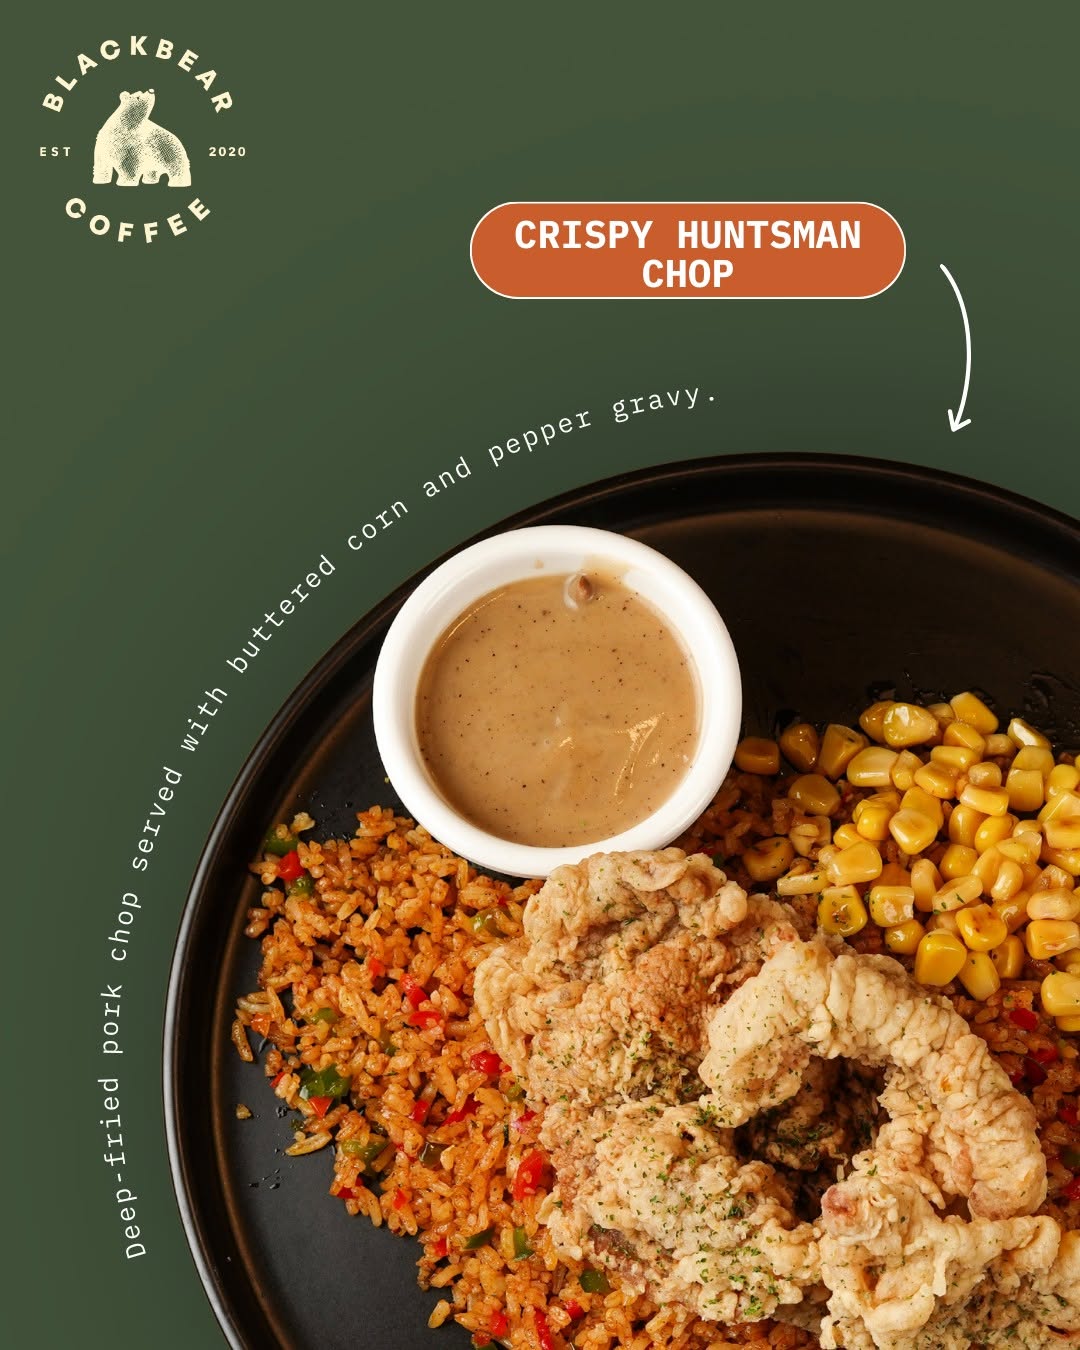 BLACKBEAR
EST 2020
COFFEE
CRISPY HUNTSMAN
CHOP
Deep-fried pork chop served with buttered corn and pepper gravy.